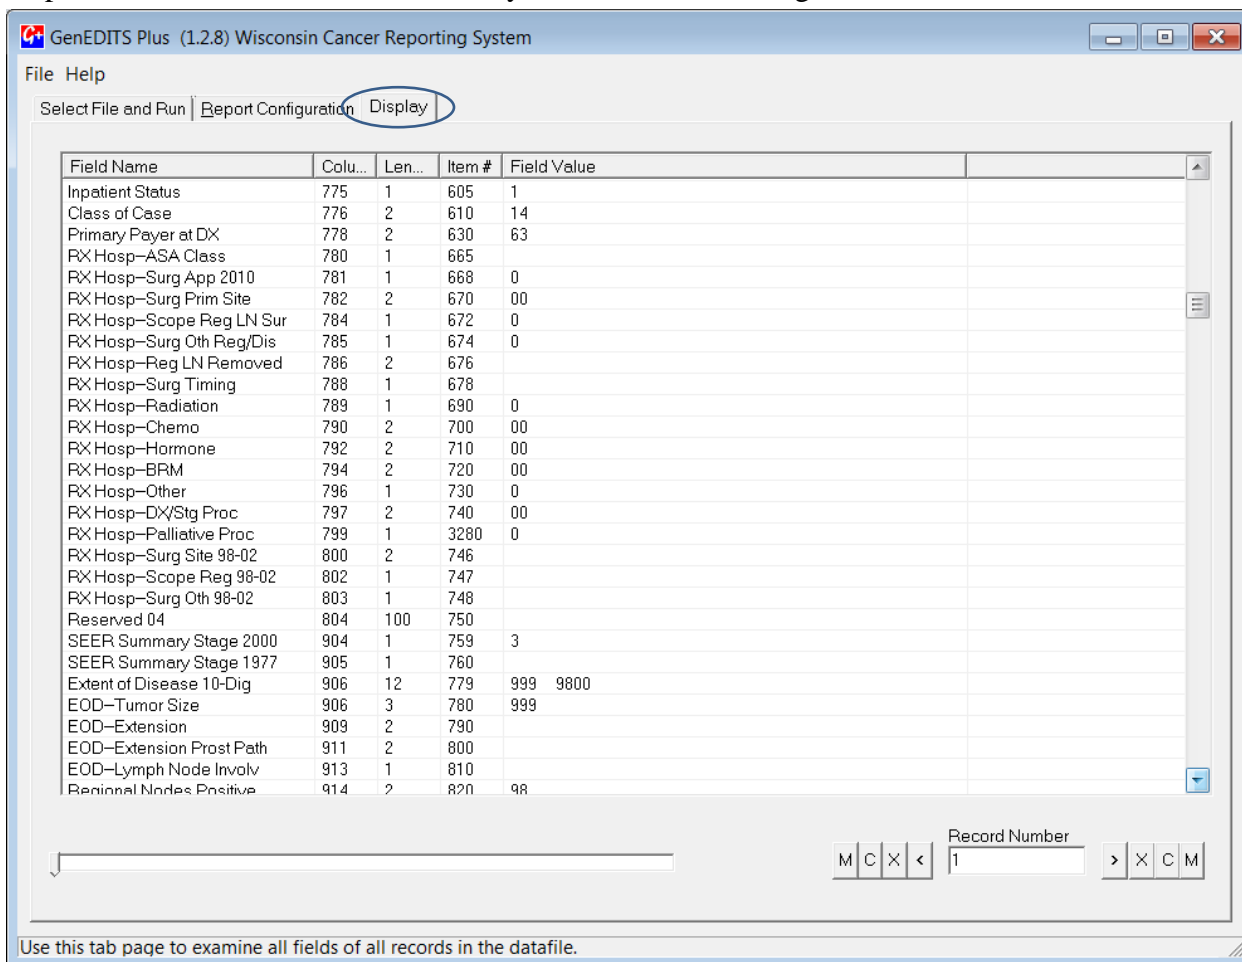 GenEDITS Plus (1.2.8) Wisconsin Cancer Reporting System
File Help
Select File and Run Report Configuration Display
Field Name Colu... Len... Item # Field Value
Inpatient Status 775 1 605 1
Class of Case 776 2 610 14
Primary Payer at DX 778 2 630 63
RX Hosp—ASA Class 780 1 665
RX Hosp—Surg App 2010 781 1 668 0
RX Hosp—Surg Prim Site 782 2 670 00
RX Hosp—Scope Reg LN Sur 784 1 672 0
RX Hosp—Surg Oth Reg/Dis 785 1 674 0
RX Hosp—Reg LN Removed 786 2 676
RX Hosp—Surg Timing 788 1 678
RX Hosp—Radiation 789 1 690 0
RX Hosp—Chemo 790 2 700 00
RX Hosp—Hormone 792 2 710 00
RX Hosp—BRM 794 2 720 00
RX Hosp—Other 796 1 730 0
RX Hosp—DX/Stg Proc 797 2 740 00
RX Hosp—Palliative Proc 799 1 3280 0
RX Hosp—Surg Site 98-02 800 2 746
RX Hosp—Scope Reg 98-02 802 1 747
RX Hosp—Surg Oth 98-02 803 1 748
Reserved 04 804 100 750
SEER Summary Stage 2000 904 1 759 3
SEER Summary Stage 1977 905 1 760
Extent of Disease 10-Dig 906 12 779 999 9800
EOD—Tumor Size 906 3 780 999
EOD—Extension 909 2 790
EOD—Extension Prost Path 911 2 800
EOD—Lymph Node Involv 913 1 810
Regional Nodes Positive 914 2 820 98
Record Number
M C X < 1 > X C M
Use this tab page to examine all fields of all records in the datafile.